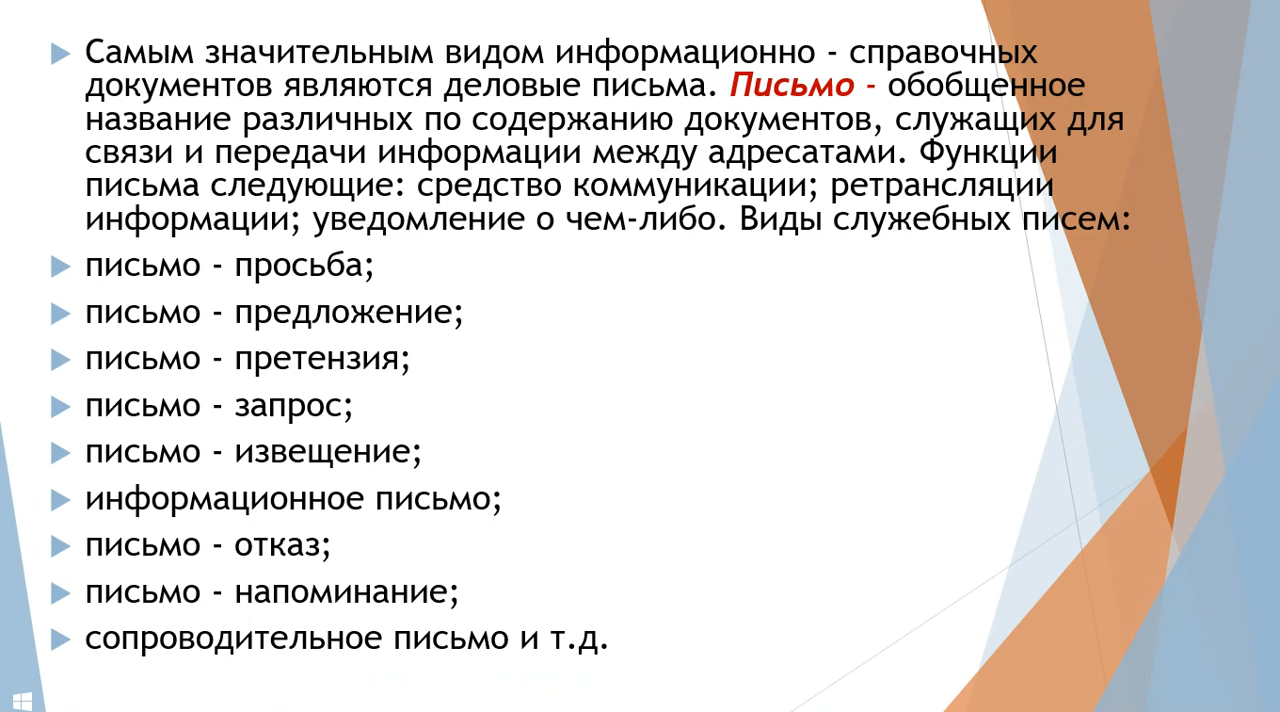 Самым значительным видом информационно - справочных
документов являются деловые письма. Письмо - обобщенное
название различных по содержанию документов, служащих для
связи и передачи информации между адресатами. Функции
письма следующие: средство коммуникации; ретрансляции
информации; уведомление о чем-либо. Виды служебных писем:
письмо - просьба;
письмо - предложение;
письмо - претензия;
письмо - запрос;
письмо - извещение;
информационное письмо;
письмо - отказ;
письмо - напоминание;
сопроводительное письмо и т.д.